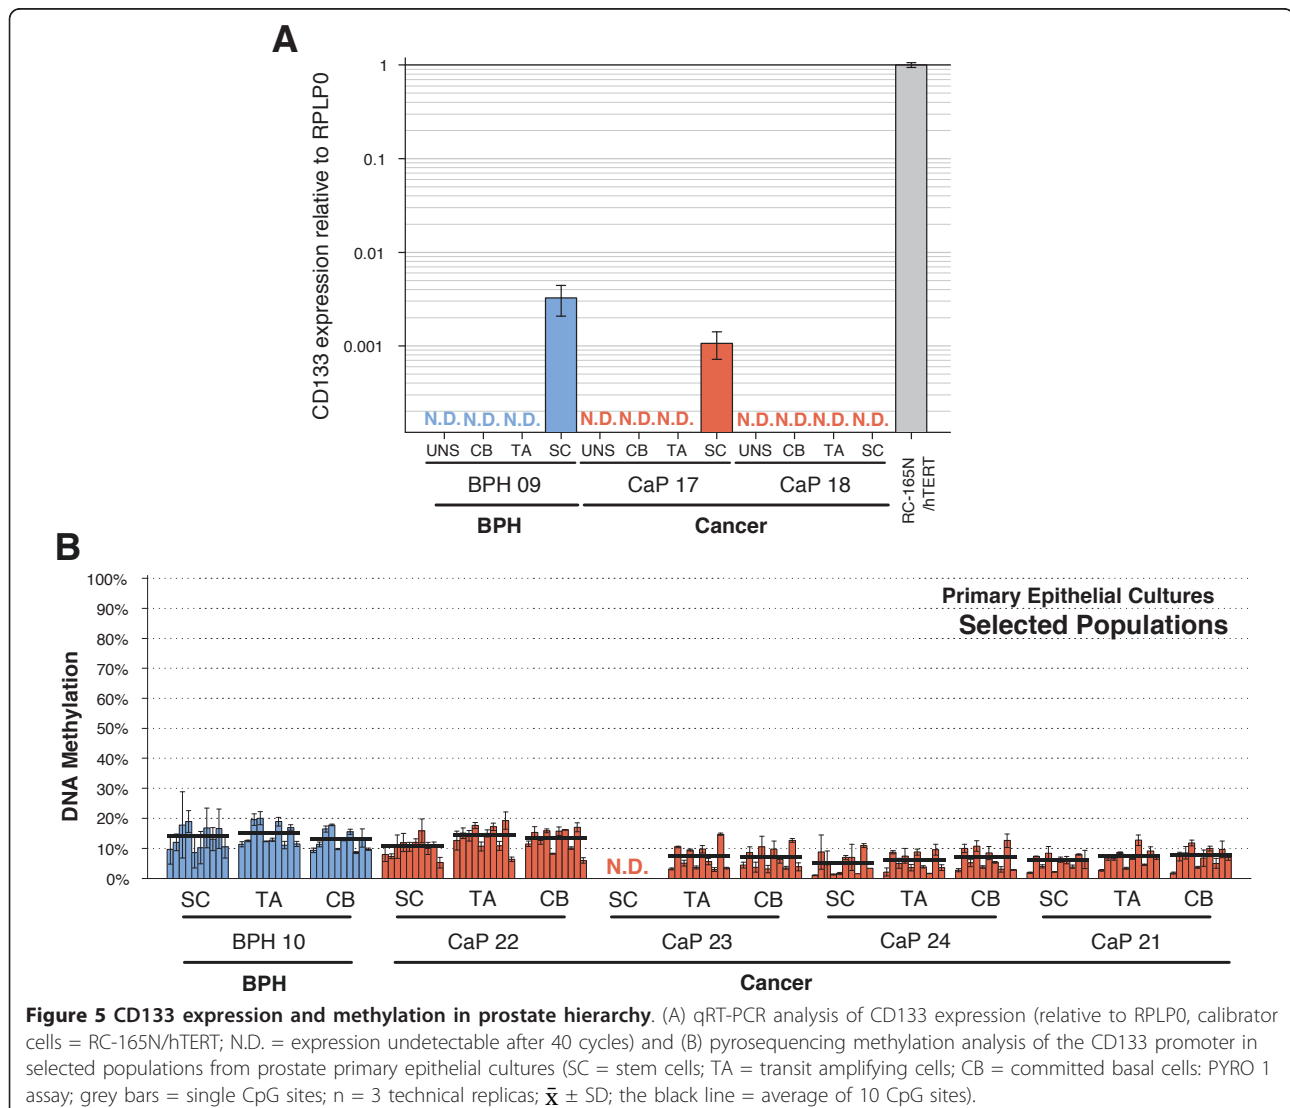 A
CD133 expression relative to RPLP0
1
0.1
0.01
0.001
N.D. N.D. N.D. N.D. N.D. N.D. N.D. N.D. N.D. N.D.
UNS CB TA SC UNS CB TA SC UNS CB TA SC
RC-165N
/hTERT
BPH 09 CaP 17 CaP 18
BPH Cancer
B
DNA Methylation
100%
90%
80%
70%
60%
50%
40%
30%
20%
10%
0%
Primary Epithelial Cultures
Selected Populations
N.D.
SC TA CB SC TA CB SC TA CB SC TA CB SC TA CB
BPH 10 CaP 22 CaP 23 CaP 24 CaP 21
BPH Cancer
Figure 5 CD133 expression and methylation in prostate hierarchy. (A) qRT-PCR analysis of CD133 expression (relative to RPLP0, calibrator
cells = RC-165N/hTERT; N.D. = expression undetectable after 40 cycles) and (B) pyrosequencing methylation analysis of the CD133 promoter in
selected populations from prostate primary epithelial cultures (SC = stem cells; TA = transit amplifying cells; CB = committed basal cells: PYRO 1
assay; grey bars = single CpG sites; n = 3 technical replicas; x̄ ± SD; the black line = average of 10 CpG sites).